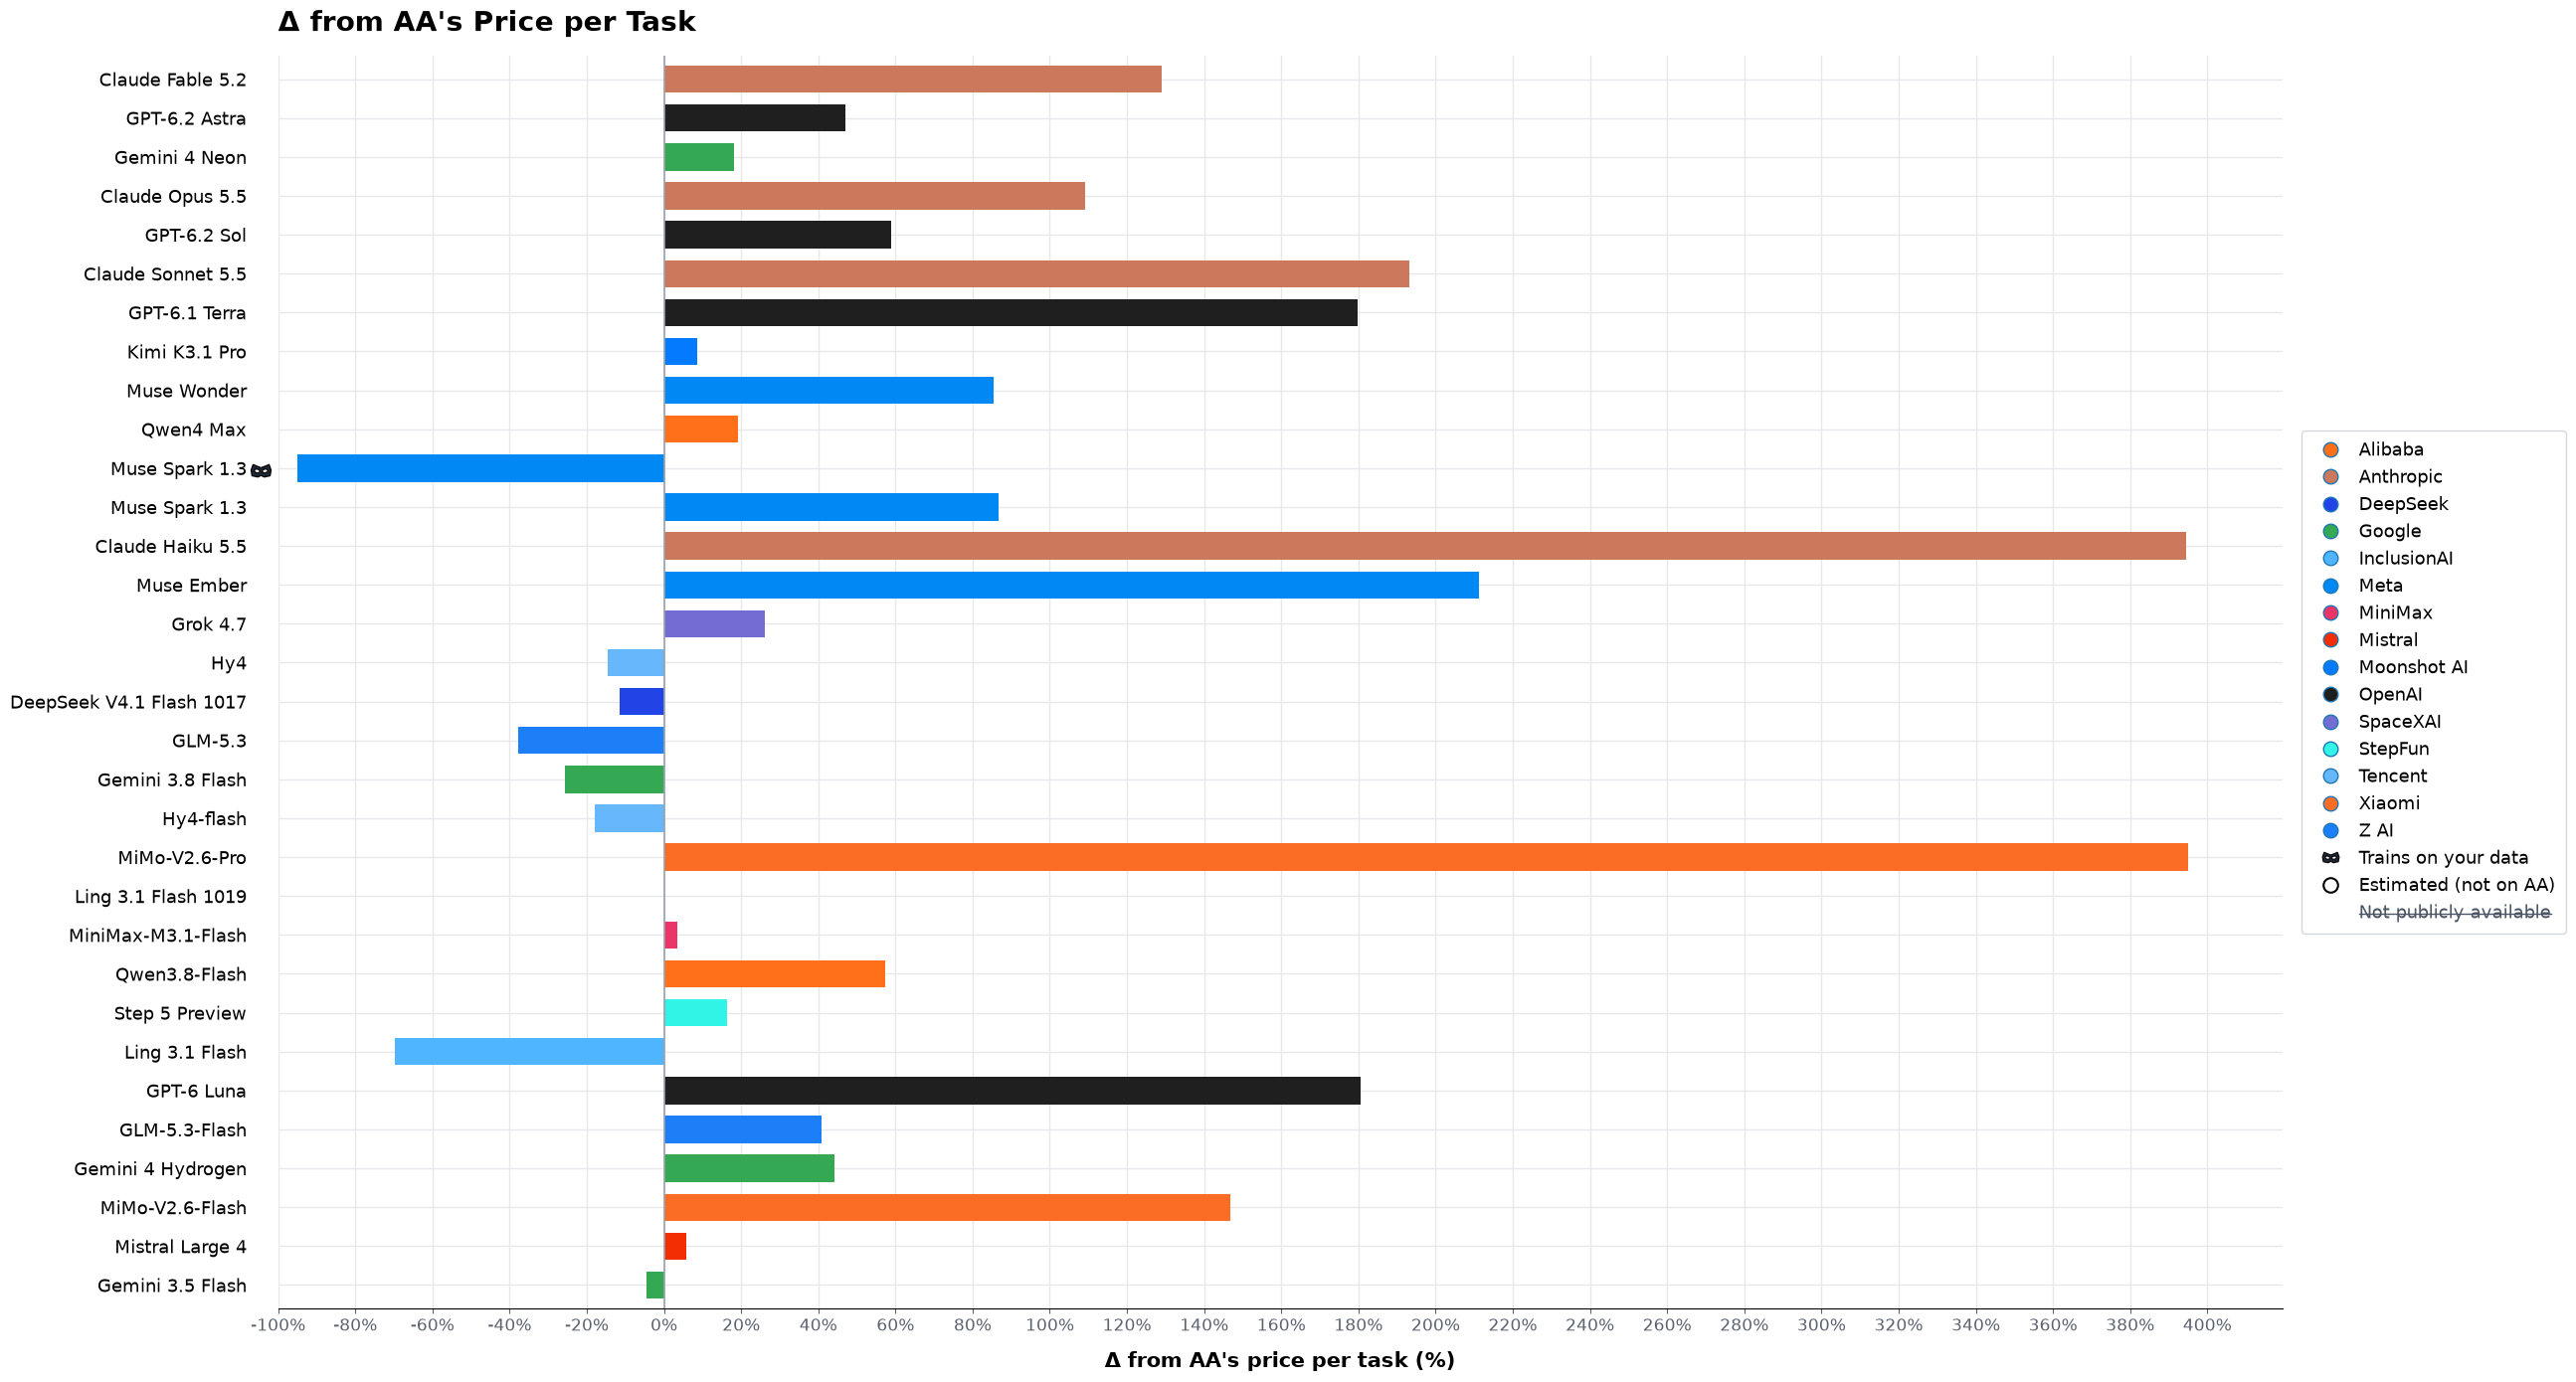 Δ from AA's Price per Task
Claude Fable 5.2
GPT-6.2 Astra
Gemini 4 Neon
Claude Opus 5.5
GPT-6.2 Sol
Claude Sonnet 5.5
GPT-6.1 Terra
Kimi K3.1 Pro
Muse Wonder
Qwen4 Max
Muse Spark 1.3
Muse Spark 1.3
Claude Haiku 5.5
Muse Ember
Grok 4.7
Hy4
DeepSeek V4.1 Flash 1017
GLM-5.3
Gemini 3.8 Flash
Hy4-flash
MiMo-V2.6-Pro
Ling 3.1 Flash 1019
MiniMax-M3.1-Flash
Qwen3.8-Flash
Step 5 Preview
Ling 3.1 Flash
GPT-6 Luna
GLM-5.3-Flash
Gemini 4 Hydrogen
MiMo-V2.6-Flash
Mistral Large 4
Gemini 3.5 Flash
-100% -80% -60% -40% -20% 0% 20% 40% 60% 80% 100% 120% 140% 160% 180% 200% 220% 240% 260% 280% 300% 320% 340% 360% 380% 400%
Δ from AA's price per task (%)
Alibaba
Anthropic
DeepSeek
Google
InclusionAI
Meta
MiniMax
Mistral
Moonshot AI
OpenAI
SpaceXAI
StepFun
Tencent
Xiaomi
Z AI
Trains on your data
Estimated (not on AA)
Not publicly available